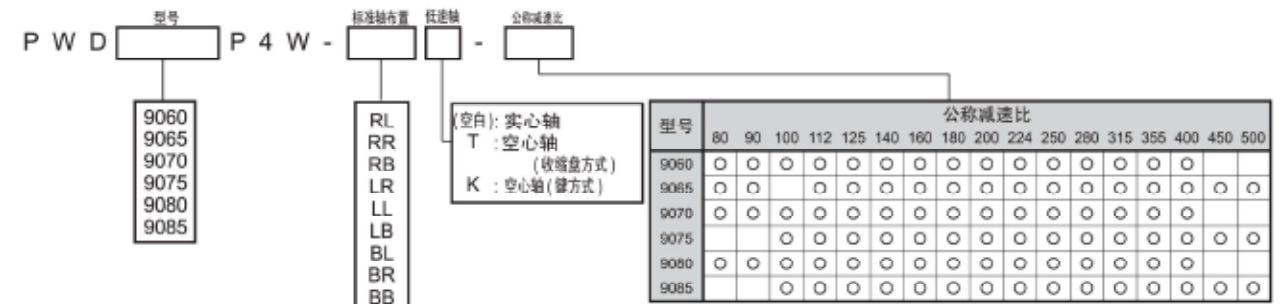 型号 标准轴布置 低速轴 公称减速比
PWD P4W- -
9060
9065
9070
9075
9080
9085
RL
RR
RB
LR
LL
LB
BL
BR
BB
(空白): 实心轴
T : 空心轴
(收缩盘方式)
K : 空心轴(键方式)
型号 公称减速比
80 90 100 112 125 140 160 180 200 224 250 280 315 355 400 450 500
9060 ○ ○ ○ ○ ○ ○ ○ ○ ○ ○ ○ ○ ○ ○ ○
9065 ○ ○ ○ ○ ○ ○ ○ ○ ○ ○ ○ ○ ○ ○ ○ ○
9070 ○ ○ ○ ○ ○ ○ ○ ○ ○ ○ ○ ○ ○ ○ ○
9075 ○ ○ ○ ○ ○ ○ ○ ○ ○ ○ ○ ○ ○ ○ ○
9080 ○ ○ ○ ○ ○ ○ ○ ○ ○ ○ ○ ○ ○ ○ ○
9085 ○ ○ ○ ○ ○ ○ ○ ○ ○ ○ ○ ○ ○ ○ ○